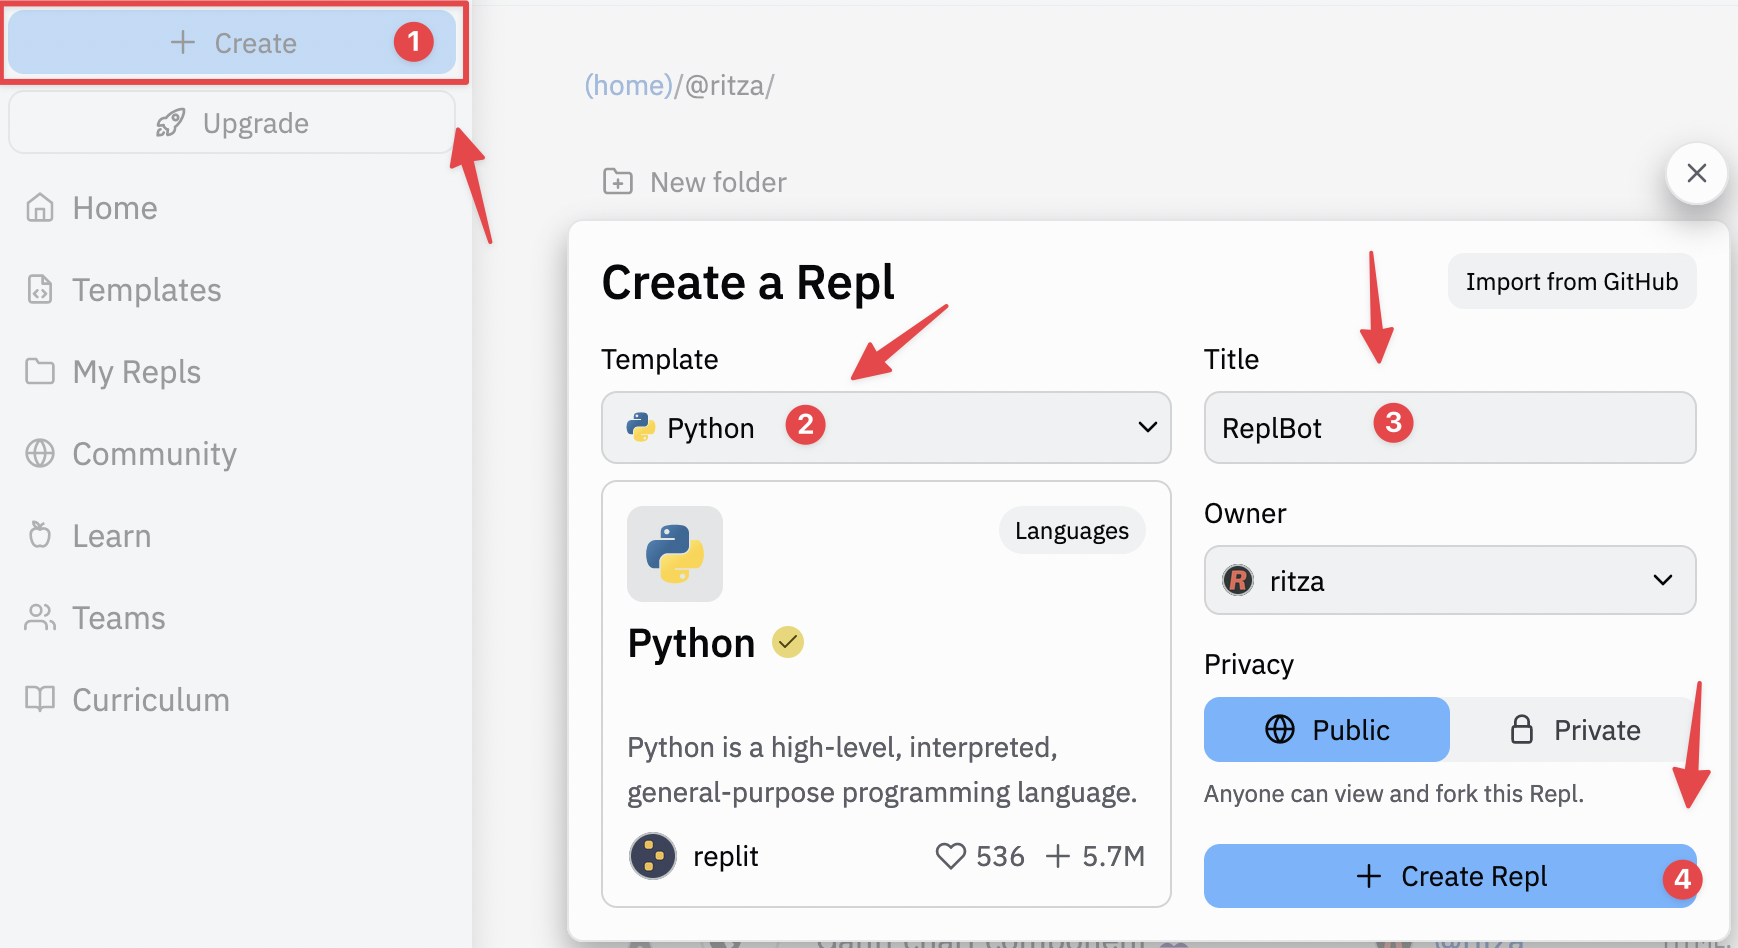 + Create 1
Upgrade
Home
Templates
My Repls
Community
Learn
Teams
Curriculum
(home)/@ritza/
New folder
Create a Repl
Import from GitHub
Template
Python 2
Languages
Python
Python is a high-level, interpreted,
general-purpose programming language.
replit
536 + 5.7M
Title
ReplBot 3
Owner
ritza
Privacy
Public Private
Anyone can view and fork this Repl.
+ Create Repl 4
@ritza